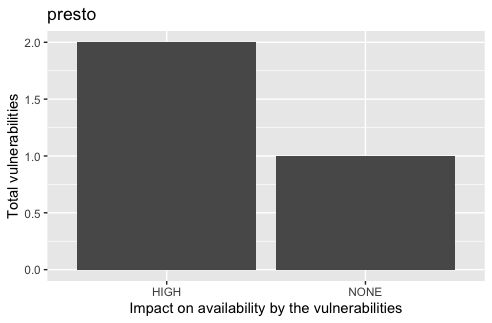 presto
Total vulnerabilities
2.0
1.5
1.0
0.5
0.0
HIGH NONE
Impact on availability by the vulnerabilities